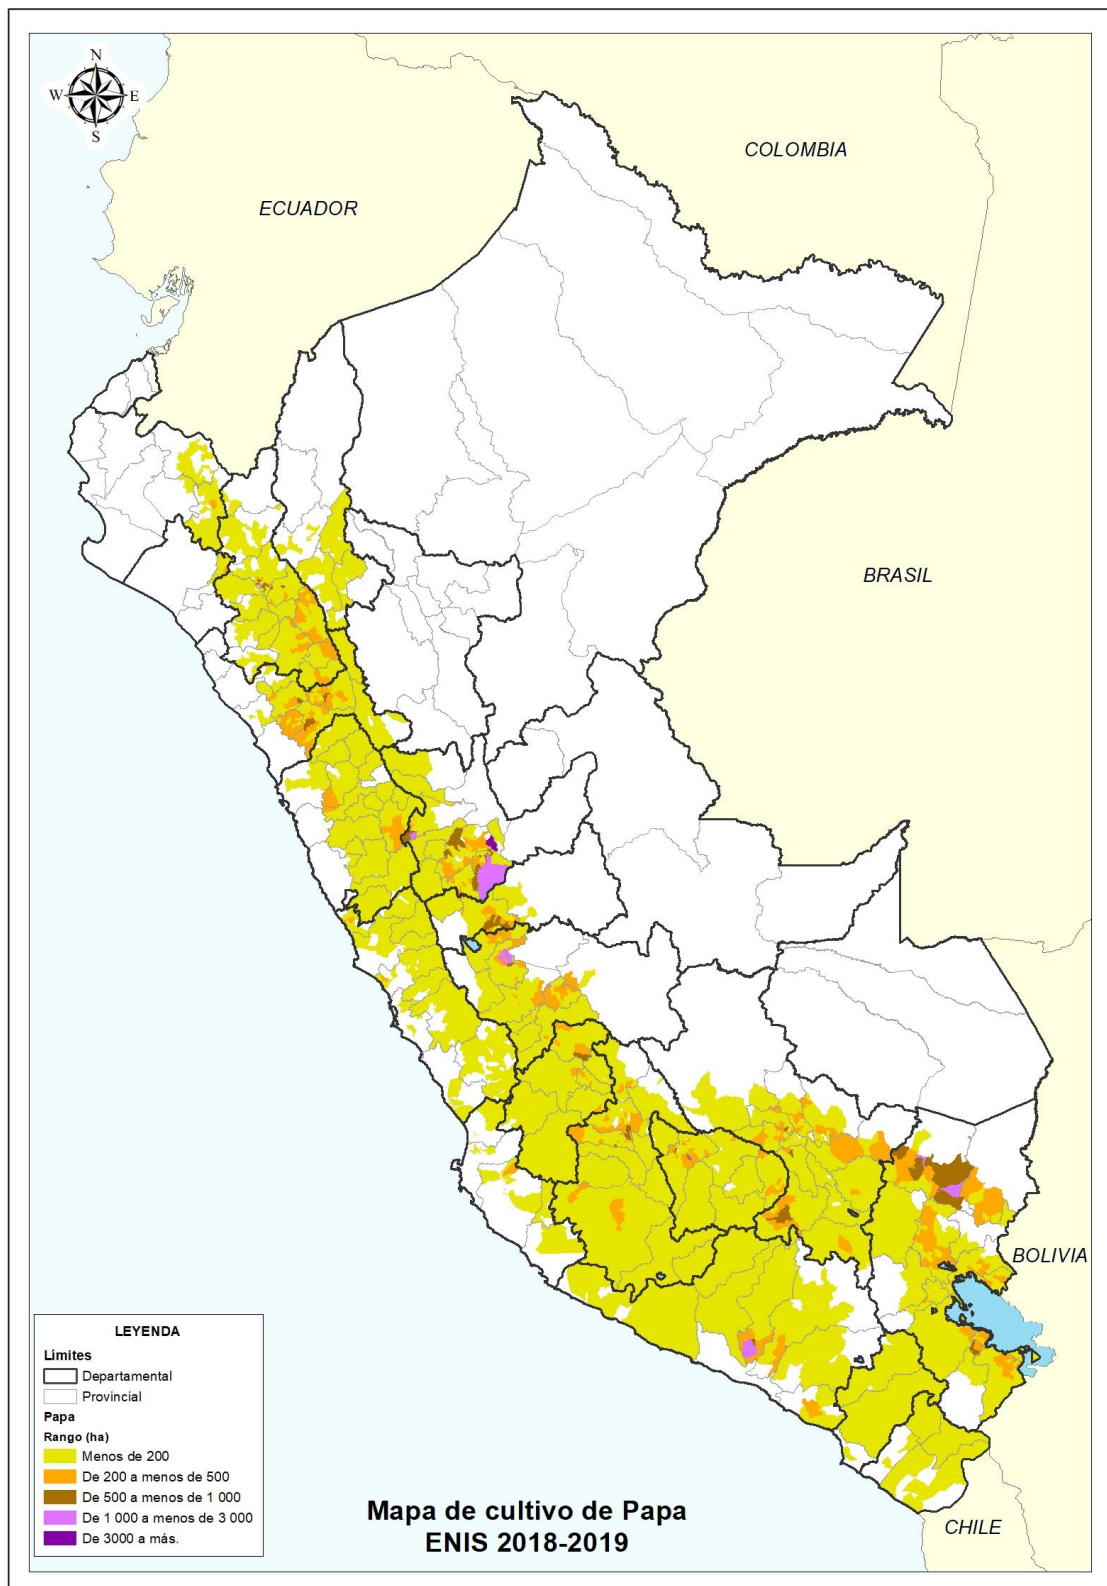 N
W E
S
COLOMBIA
ECUADOR
BRASIL
BOLIVIA
CHILE
LEYENDA
Límites
Departamental
Provincial
Papa
Rango (ha)
Menos de 200
De 200 a menos de 500
De 500 a menos de 1 000
De 1 000 a menos de 3 000
De 3000 a más.
Mapa de cultivo de Papa
ENIS 2018-2019